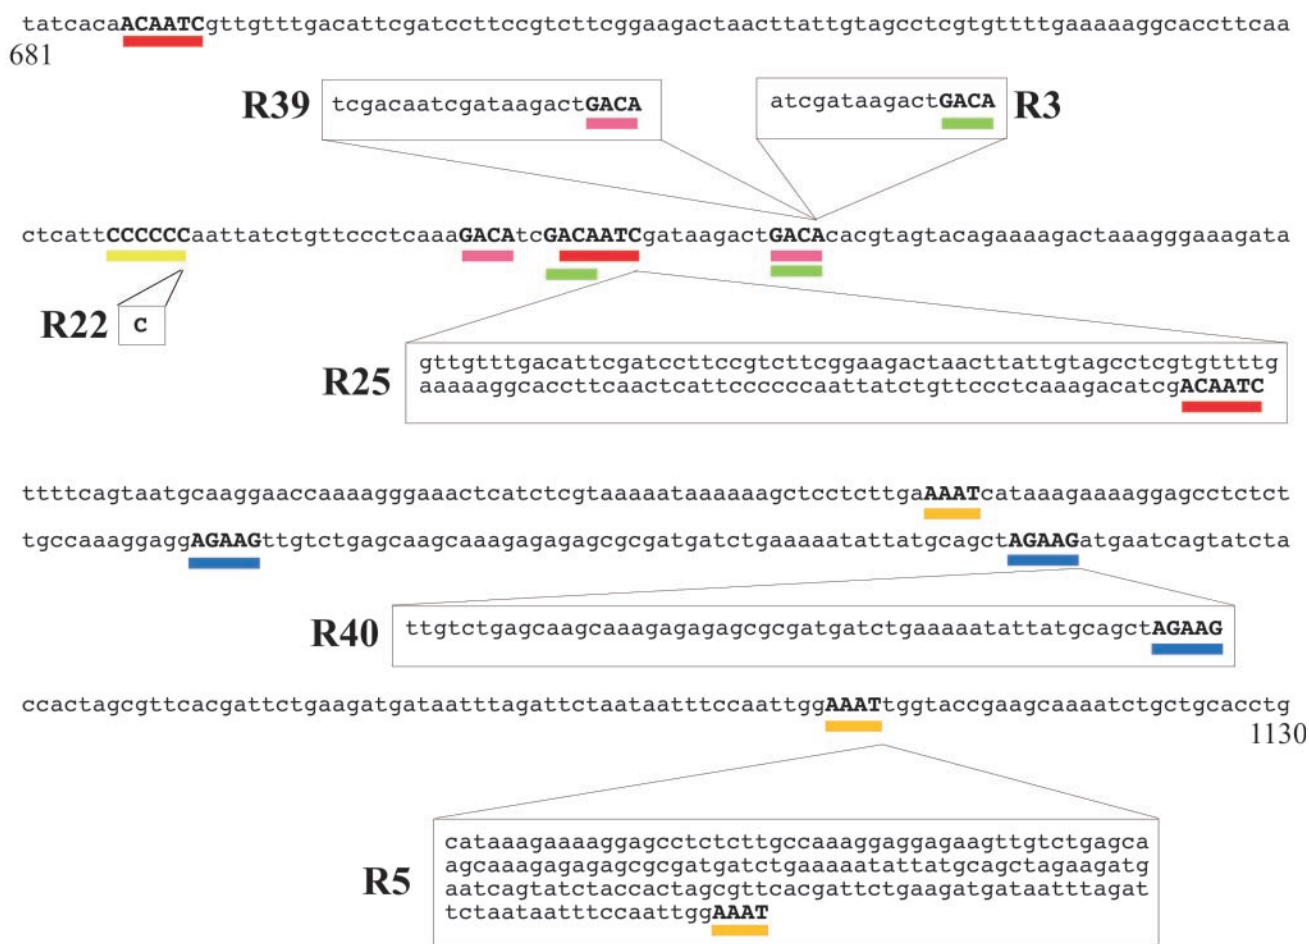 tatcacaACAATCgttgtttgacattcgatccttccgtcttcggaagactaacttattgtagcctcgtgttttgaaaaaggcaccttcaa
681
R39
tcgacaatcgataagactGACA
atcgataagactGACA
R3
ctcattCCCCCCaattatctgttccctcaaaGACAtcGACAATCgataagactGACAcacgtagtacagaaaagactaaagggaaagata
R22
C
R25
gttgtttgacattcgatccttccgtcttcggaagactaacttattgtagcctcgtgttttg
aaaaaggcaccttcaactcattccccccaattatctgttccctcaaagacatcgACAATC
ttttcagtaatgcaaggaaccaaaagggaaactcatctcgtaaaaataaaaaagctcctcttgaAAATcataaagaaaaggagcctctct
tgccaaaggaggAGAAGttgtctgagcaagcaaagagagagcgcgatgatctgaaaaatattatgcagctAGAAGatgaatcagtatcta
R40
ttgtctgagcaagcaaagagagagcgcgatgatctgaaaaatattatgcagctAGAAG
ccactagcgttcacgattctgaagatgataatttagattctaataatttccaattggAAATtggtaccgaagcaaaatctgctgcacctg
1130
R5
cataaagaaaaggagcctctcttgccaaaggaggagaagttgtctgagca
agcaaagagagagcgcgatgatctgaaaaatattatgcagctagaagatg
aatcagtatctaccactagcgttcacgattctgaagatgataatttagat
tctaataatttccaattggAAAT